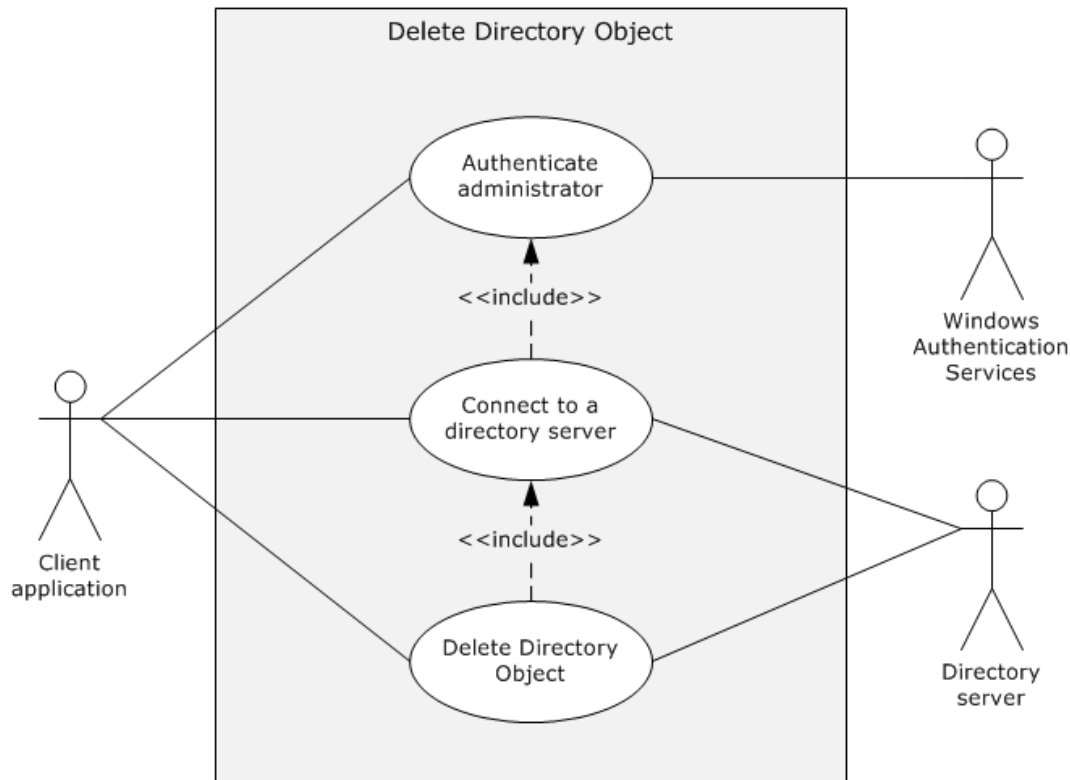 Delete Directory Object
Authenticate
administrator
<<include>>
Windows
Authentication
Services
Connect to a
directory server
Client
application
<<include>>
Delete Directory
Object
Directory
server